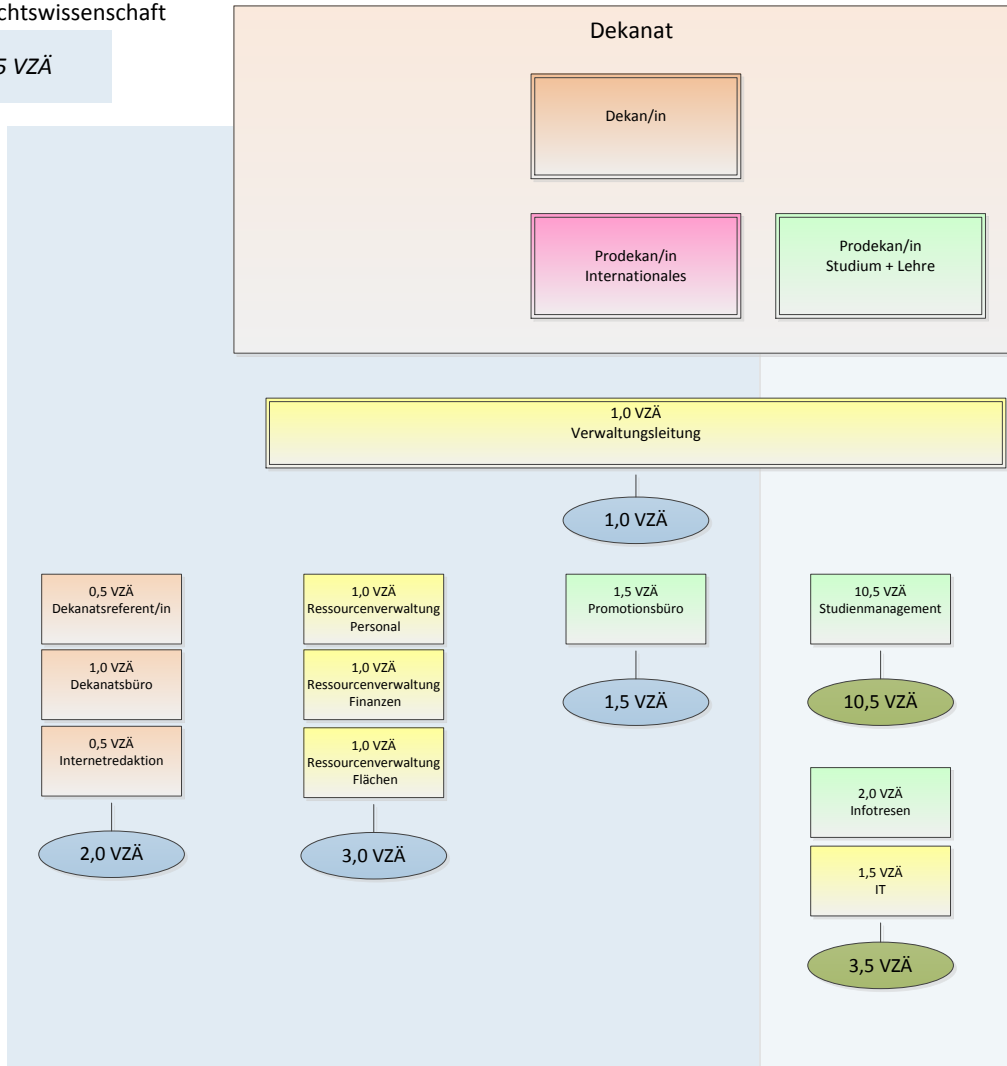 chtswissenschaft
5 VZÄ
Dekanat
Dekan/in
Prodekan/in
Internationales
Prodekan/in
Studium + Lehre
1,0 VZÄ
Verwaltungsleitung
1,0 VZÄ
0,5 VZÄ
Dekanatsreferent/in
1,0 VZÄ
Dekanatsbüro
0,5 VZÄ
Internetredaktion
2,0 VZÄ
1,0 VZÄ
Ressourcenverwaltung
Personal
1,0 VZÄ
Ressourcenverwaltung
Finanzen
1,0 VZÄ
Ressourcenverwaltung
Flächen
3,0 VZÄ
1,5 VZÄ
Promotionsbüro
1,5 VZÄ
10,5 VZÄ
Studienmanagement
10,5 VZÄ
2,0 VZÄ
Infotresen
1,5 VZÄ
IT
3,5 VZÄ